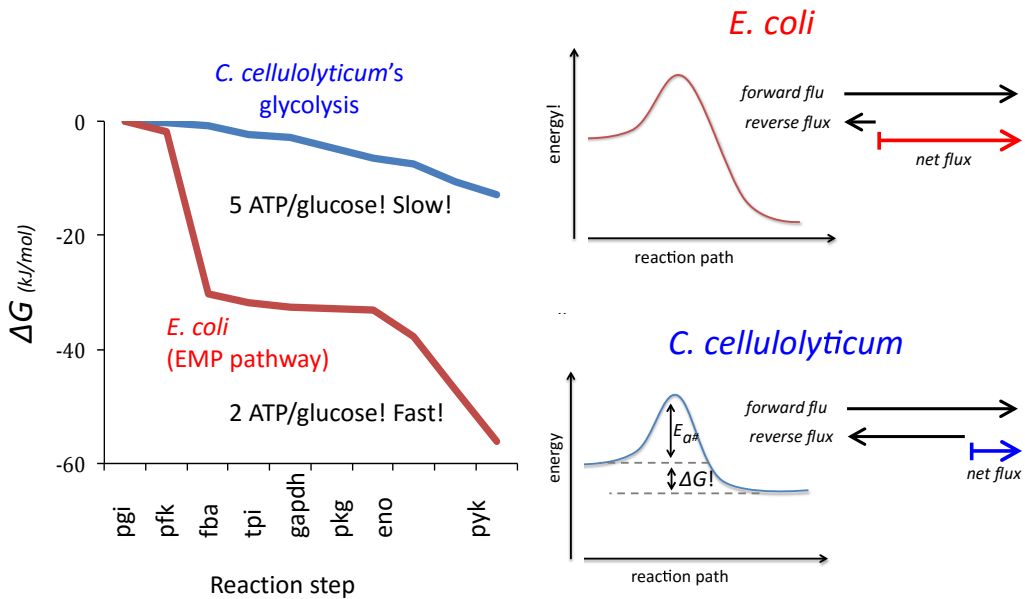 C. cellulolyticum's
glycolysis
0
-20
-40
-60
ΔG (kJ/mol)
5 ATP/glucose! Slow!
E. coli
(EMP pathway)
2 ATP/glucose! Fast!
pgi
pfk
fba
tpi
gapdh
pkg
eno
pyk
Reaction step
E. coli
energy!
reaction path
forward flu
reverse flux
net flux
C. cellulolyticum
energy
Ea#
ΔG!
reaction path
forward flu
reverse flux
net flux